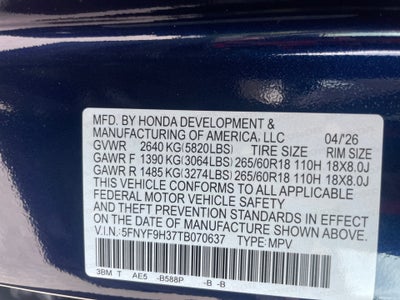 MFD. BY HONDA DEVELOPMENT &
MANUFACTURING OF AMERICA, LLC 04/'26
GVWR 2640 KG(5820LBS) TIRE SIZE RIM SIZE
GAWR F 1390 KG(3064LBS) 265/60R18 110H 18X8.0J
GAWR R 1485 KG(3274LBS) 265/60R18 110H 18X8.0J
THIS VEHICLE CONFORMS TO ALL APPLICABLE
FEDERAL MOTOR VEHICLE SAFETY
STANDARDS IN EFFECT ON THE
DATE OF MANUFACTURE SHOWN ABOVE.
V.I.N.: 5FNYF9H37TB070637 TYPE: MPV
3BM T AE5 -B588P -B -B